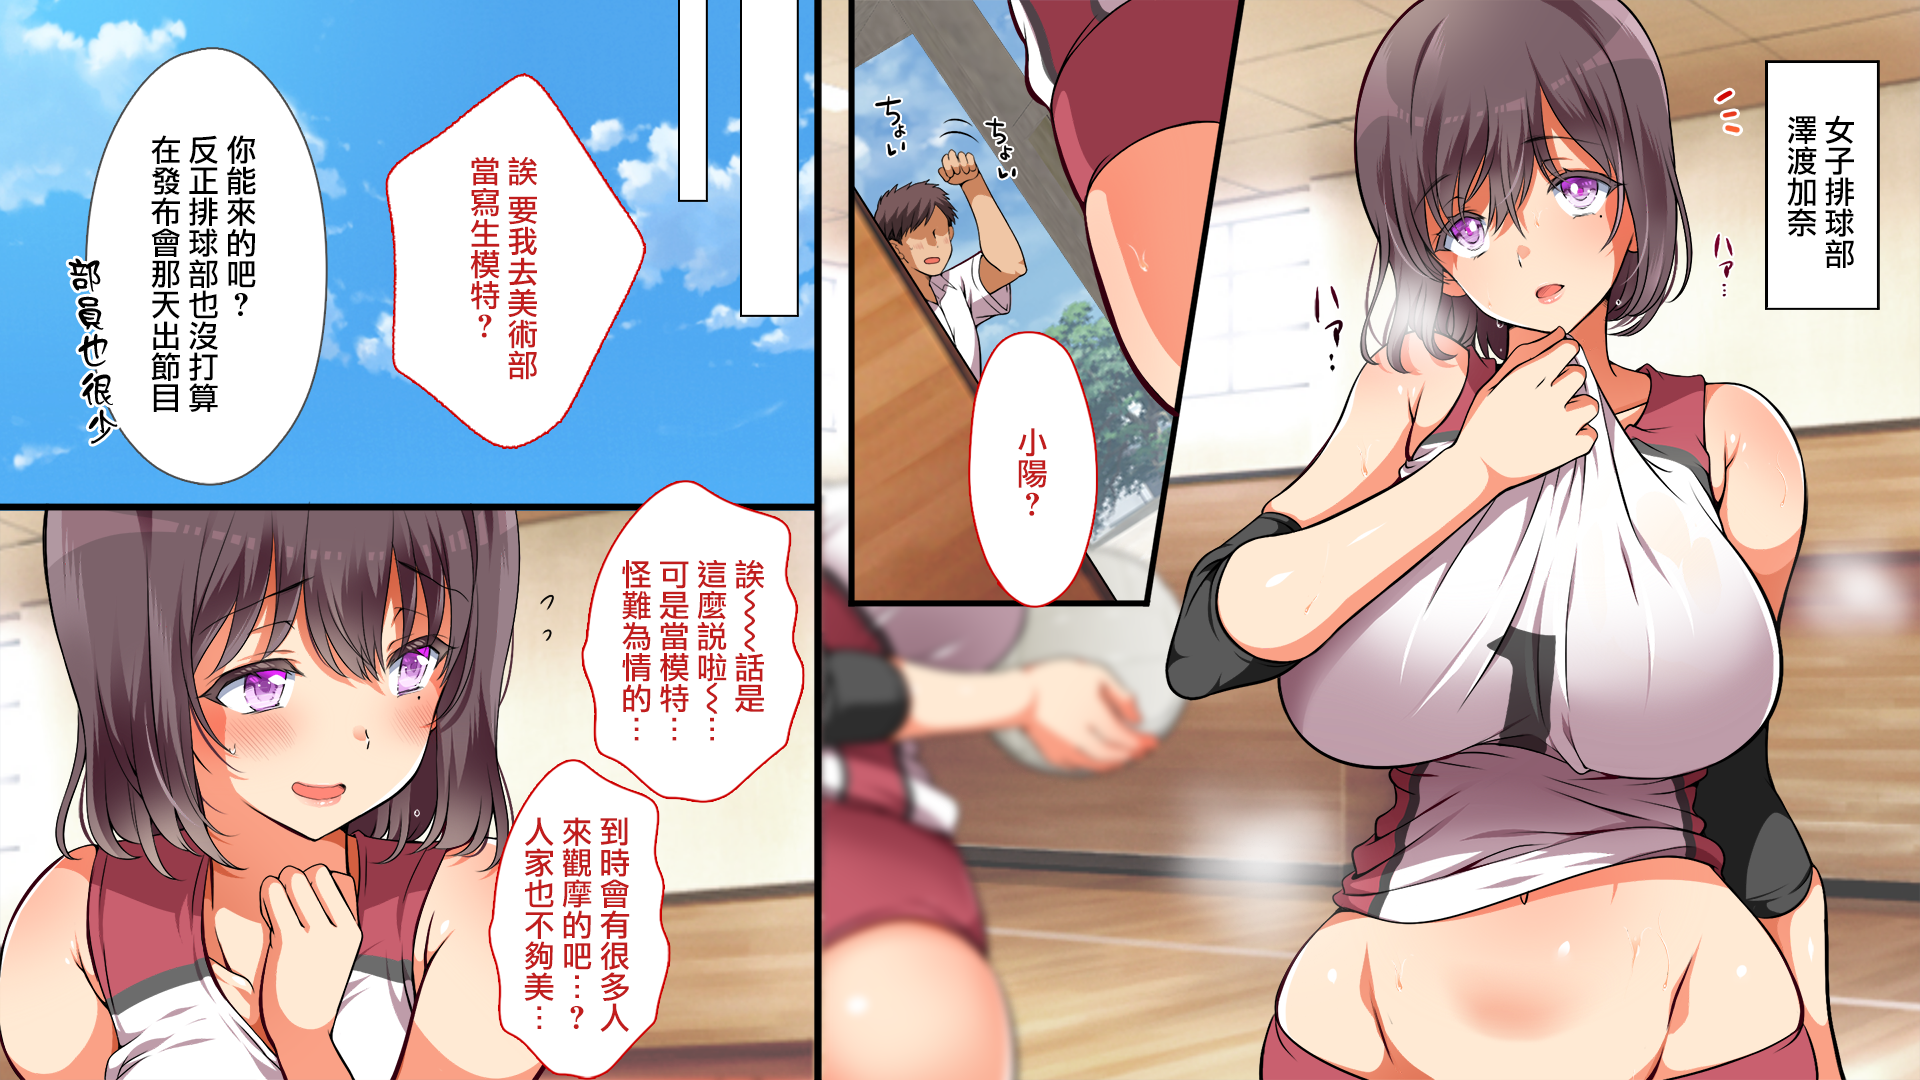 女子排球部
澤渡加奈
ハァ…
ハァ…
ちょい
ちょい
小陽?
誒 要我去美術部
當寫生模特?
你能來的吧?
反正排球部也沒打算
在發布會那天出節目
部員也很少
誒~~~話是
這麼説啦~~…
可是當模特…
怪難為情的…
到時會有很多人
來觀摩的吧…?
人家也不夠美…